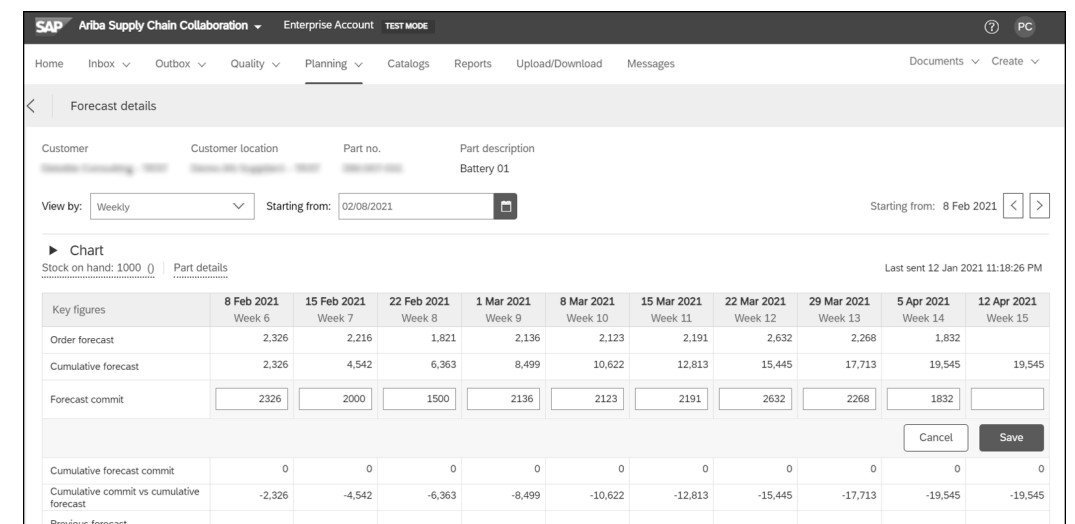 SAP Ariba Supply Chain Collaboration Enterprise Account TEST MODE PC
Home Inbox Outbox Quality Planning Catalogs Reports Upload/Download Messages Documents Create
Forecast details
Customer Customer location Part no. Part description
Battery 01
View by: Weekly Starting from: 02/08/2021 Starting from: 8 Feb 2021
Chart
Stock on hand: 1000 () Part details Last sent 12 Jan 2021 11:18:26 PM
Key figures 8 Feb 2021 15 Feb 2021 22 Feb 2021 1 Mar 2021 8 Mar 2021 15 Mar 2021 22 Mar 2021 29 Mar 2021 5 Apr 2021 12 Apr 2021
Week 6 Week 7 Week 8 Week 9 Week 10 Week 11 Week 12 Week 13 Week 14 Week 15
Order forecast 2,326 2,216 1,821 2,136 2,123 2,191 2,632 2,268 1,832
Cumulative forecast 2,326 4,542 6,363 8,499 10,622 12,813 15,445 17,713 19,545 19,545
Forecast commit 2326 2000 1500 2136 2123 2191 2632 2268 1832
Cancel Save
Cumulative forecast commit 0 0 0 0 0 0 0 0 0 0
Cumulative commit vs cumulative forecast -2,326 -4,542 -6,363 -8,499 -10,622 -12,813 -15,445 -17,713 -19,545 -19,545
Previous forecast